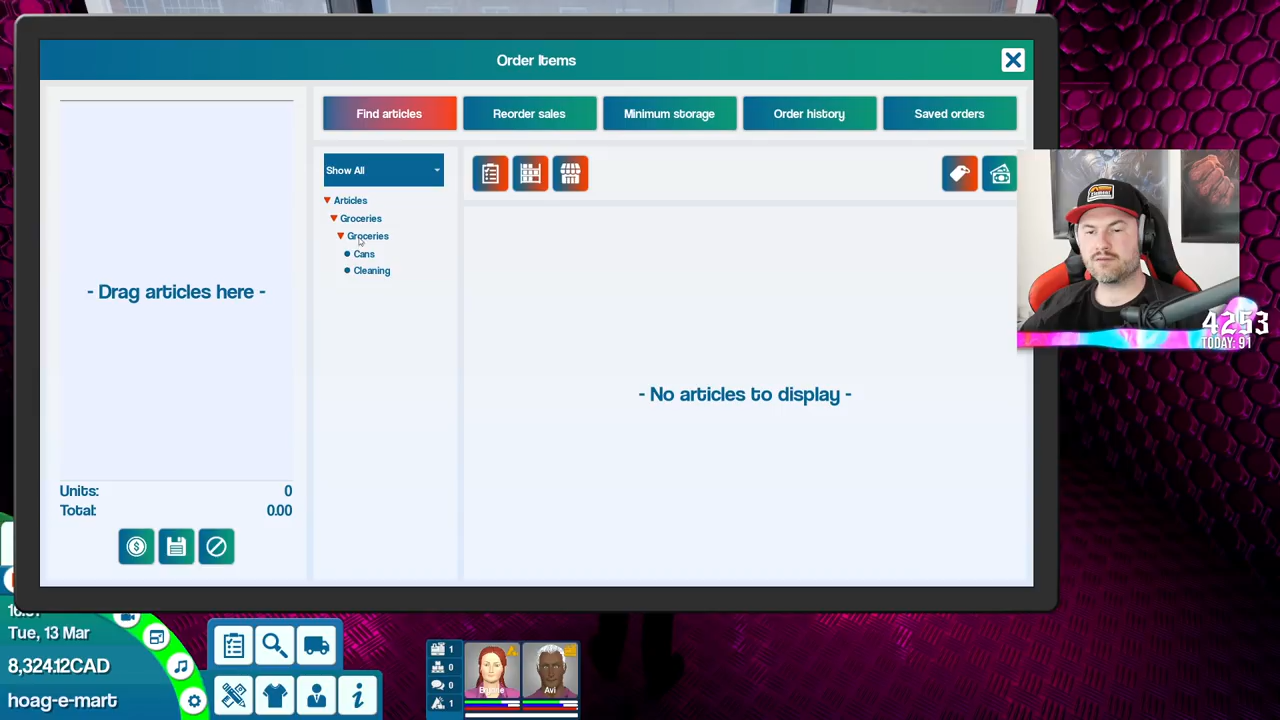 Order Items
Find articles
Reorder sales
Minimum storage
Order history
Saved orders
Show All
Articles
Groceries
Groceries
Cans
Cleaning
- Drag articles here -
- No articles to display -
Units: 0
Total: 0.00
4253
TODAY: 91
Tue, 13 Mar
8,324.12CAD
hoag-e-mart
1
0
0
1
Avi